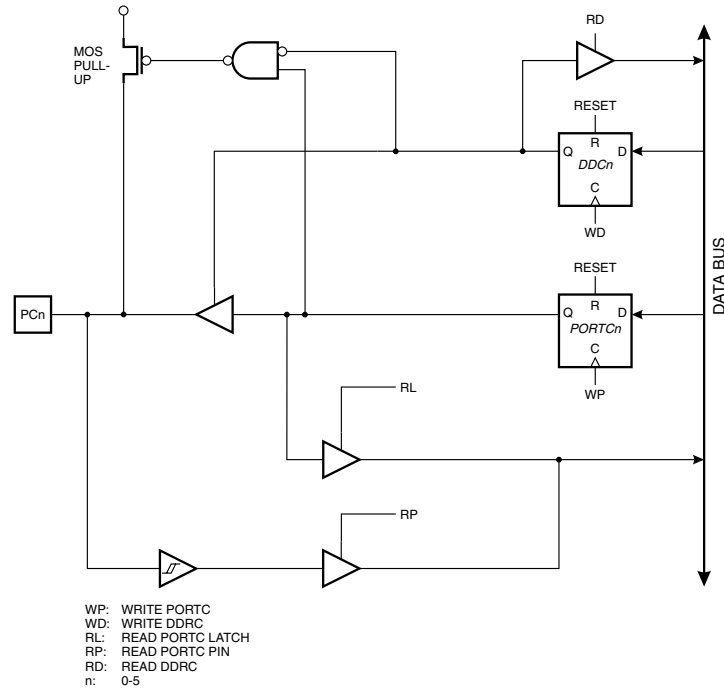 RD
MOS
PULL-
UP
RESET
R
Q
D
DDCn
C
WD
DATA BUS
RESET
PCn
R
Q
D
PORTCn
C
WP
RL
RP
WP: WRITE PORTC
WD: WRITE DDRC
RL: READ PORTC LATCH
RP: READ PORTC PIN
RD: READ DDRC
n: 0-5